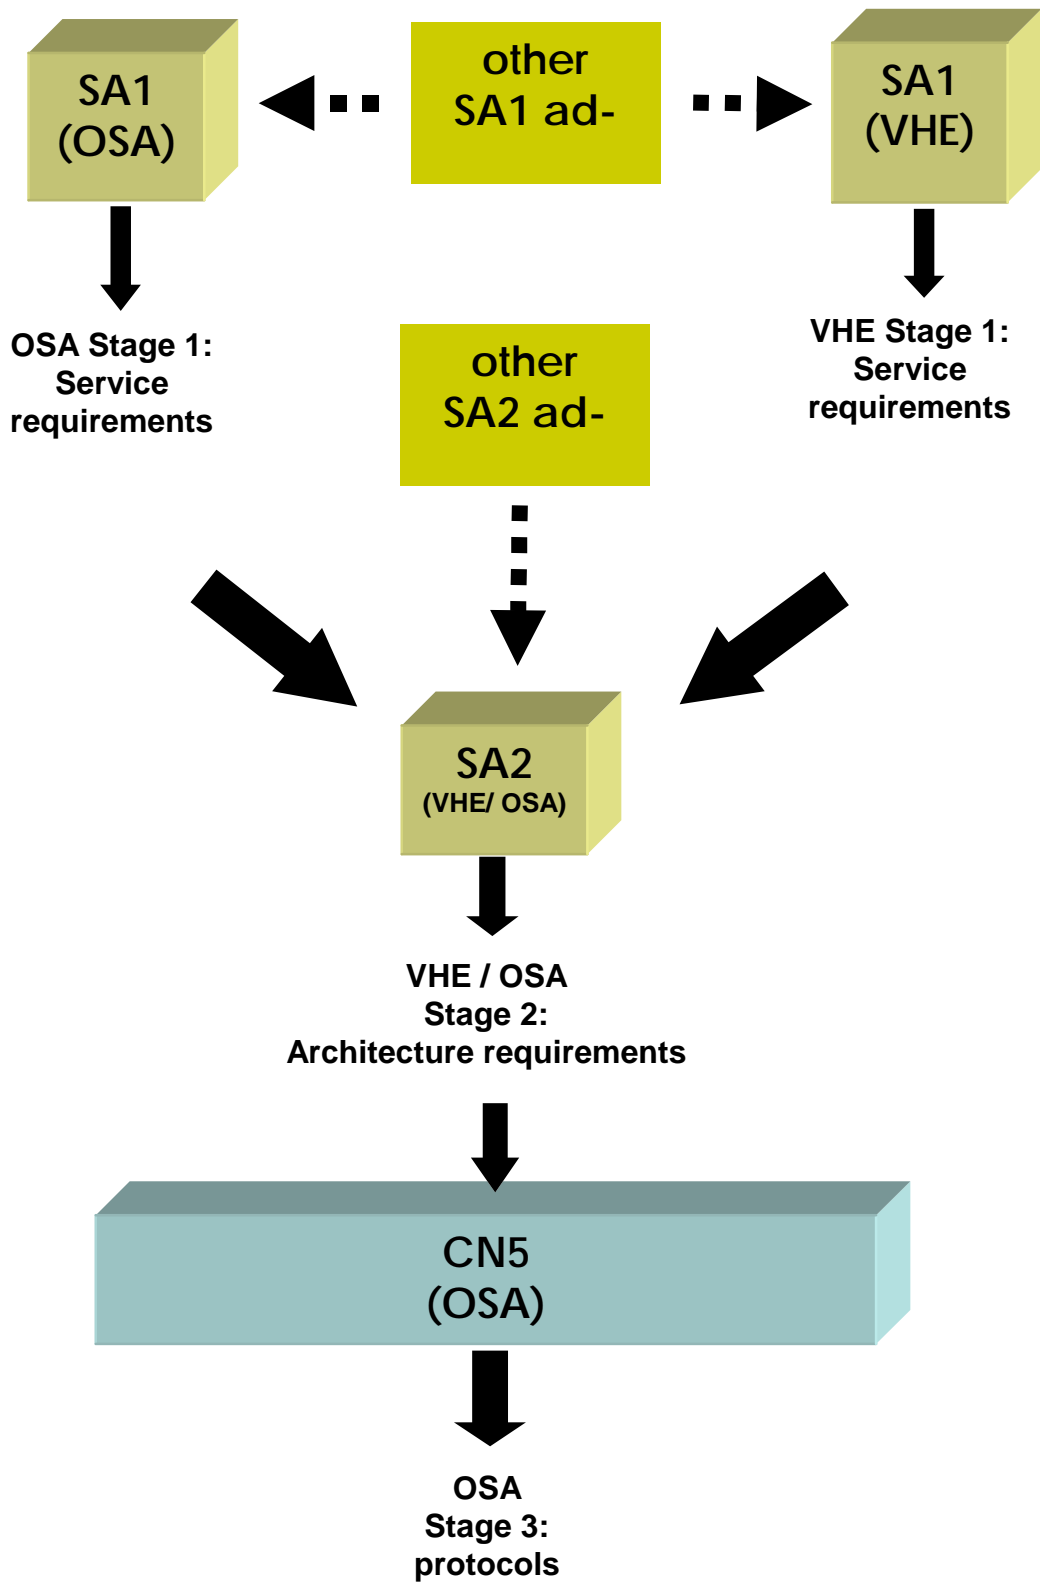 SA1
(OSA)
other
SA1 ad-
SA1
(VHE)
OSA Stage 1:
Service
requirements
other
SA2 ad-
VHE Stage 1:
Service
requirements
SA2
(VHE/ OSA)
VHE / OSA
Stage 2:
Architecture requirements
CN5
(OSA)
OSA
Stage 3:
protocols